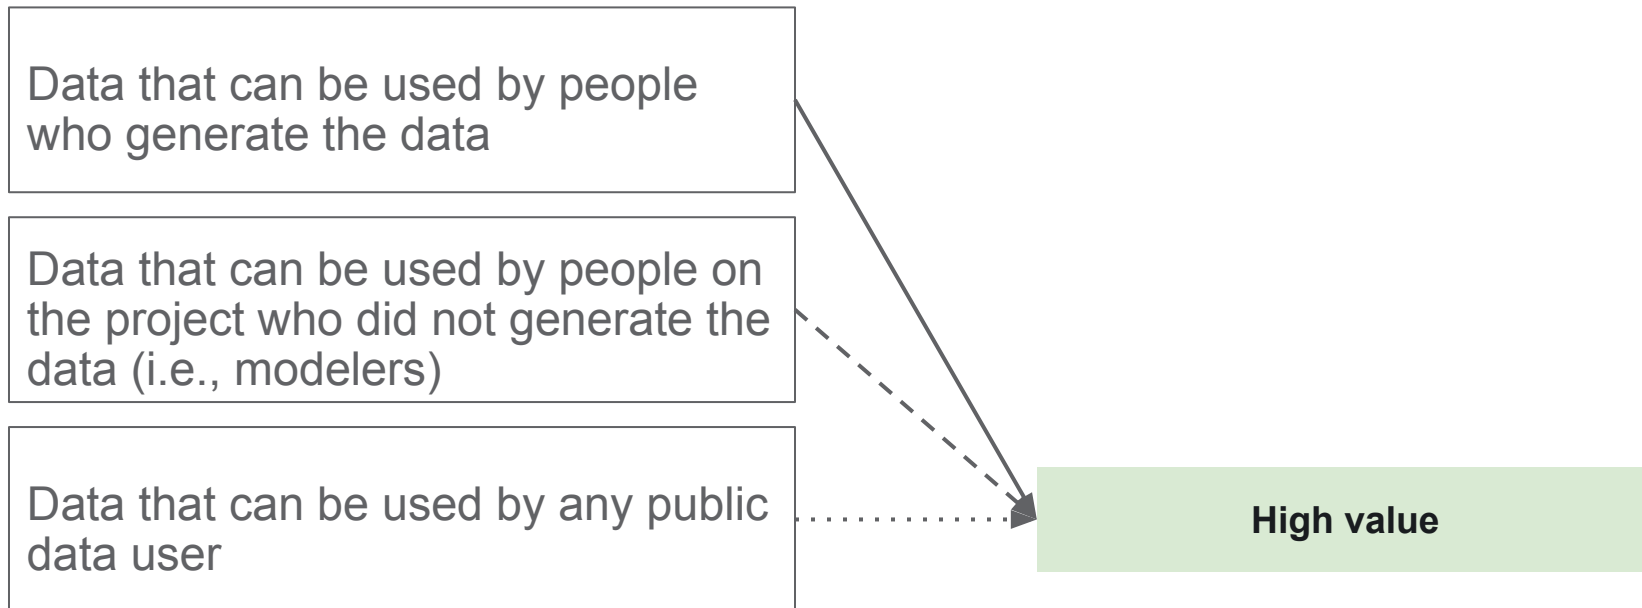 Data that can be used by people
who generate the data
Data that can be used by people on
the project who did not generate the
data (i.e., modelers)
Data that can be used by any public
data user
High value